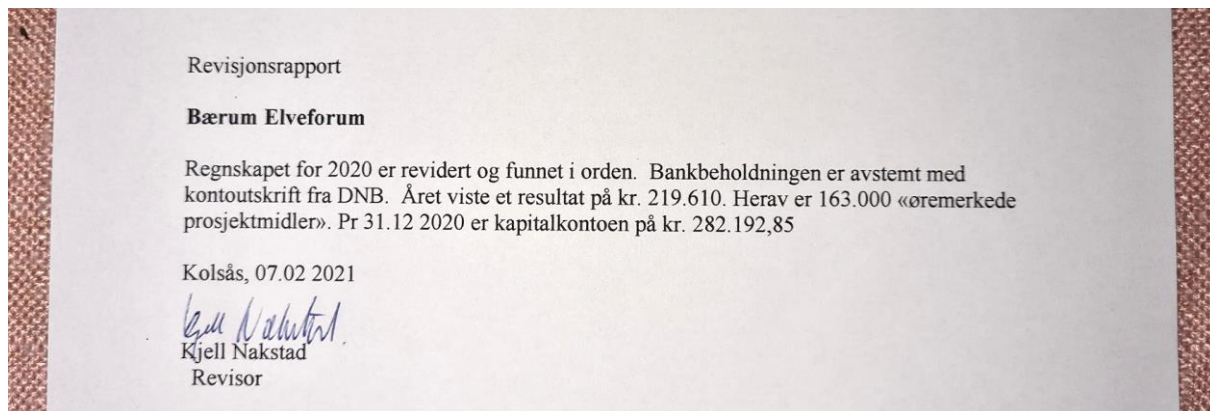 Revisjonsrapport
Bærum Elveforum
Regnskapet for 2020 er revidert og funnet i orden.  Bankbeholdningen er avstemt med
kontoutskrift fra DNB.  Året viste et resultat på kr. 219.610. Herav er 163.000 «øremerkede
prosjektmidler». Pr 31.12 2020 er kapitalkontoen på kr. 282.192,85
Kolsås, 07.02 2021
Kjell Nakstad
Kjell Nakstad
Revisor